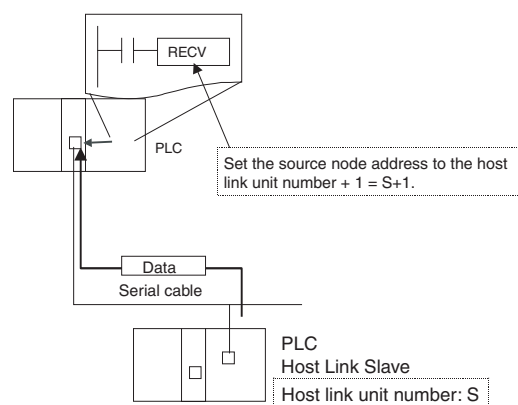 RECV
PLC
Set the source node address to the host
link unit number + 1 = S+1.
Data
Serial cable
PLC
Host Link Slave
Host link unit number: S